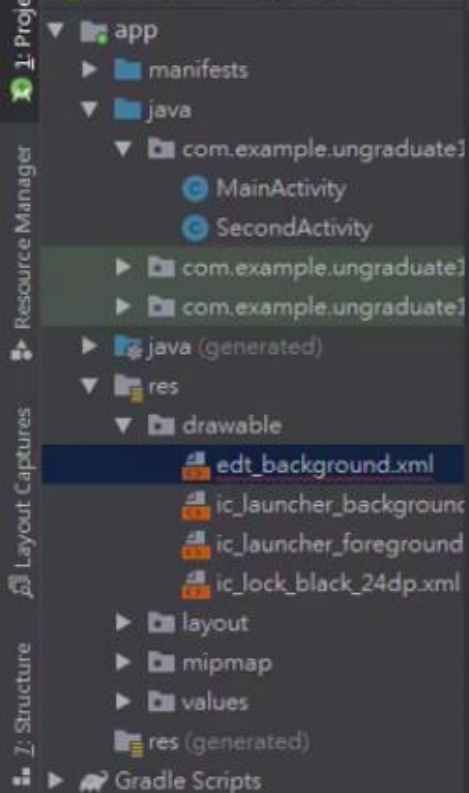 1: Proje
Resource Manager
Layout Captures
7: Structure
app
manifests
java
com.example.ungraduate1
MainActivity
SecondActivity
com.example.ungraduate1
com.example.ungraduate1
java (generated)
res
drawable
edt_background.xml
ic_launcher_background
ic_launcher_foreground
ic_lock_black_24dp.xml
layout
mipmap
values
res (generated)
Gradle Scripts